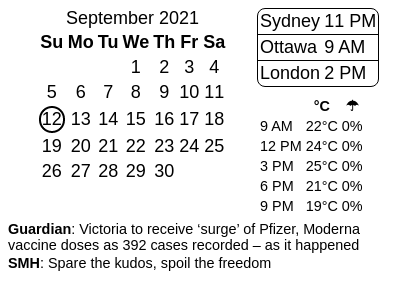 September 2021
Su Mo Tu We Th Fr Sa
1 2 3 4
5 6 7 8 9 10 11
12 13 14 15 16 17 18
19 20 21 22 23 24 25
26 27 28 29 30
Sydney 11 PM
Ottawa 9 AM
London 2 PM
°C ☂
9 AM 22°C 0%
12 PM 24°C 0%
3 PM 25°C 0%
6 PM 21°C 0%
9 PM 19°C 0%
Guardian: Victoria to receive ‘surge’ of Pfizer, Moderna
vaccine doses as 392 cases recorded – as it happened
SMH: Spare the kudos, spoil the freedom